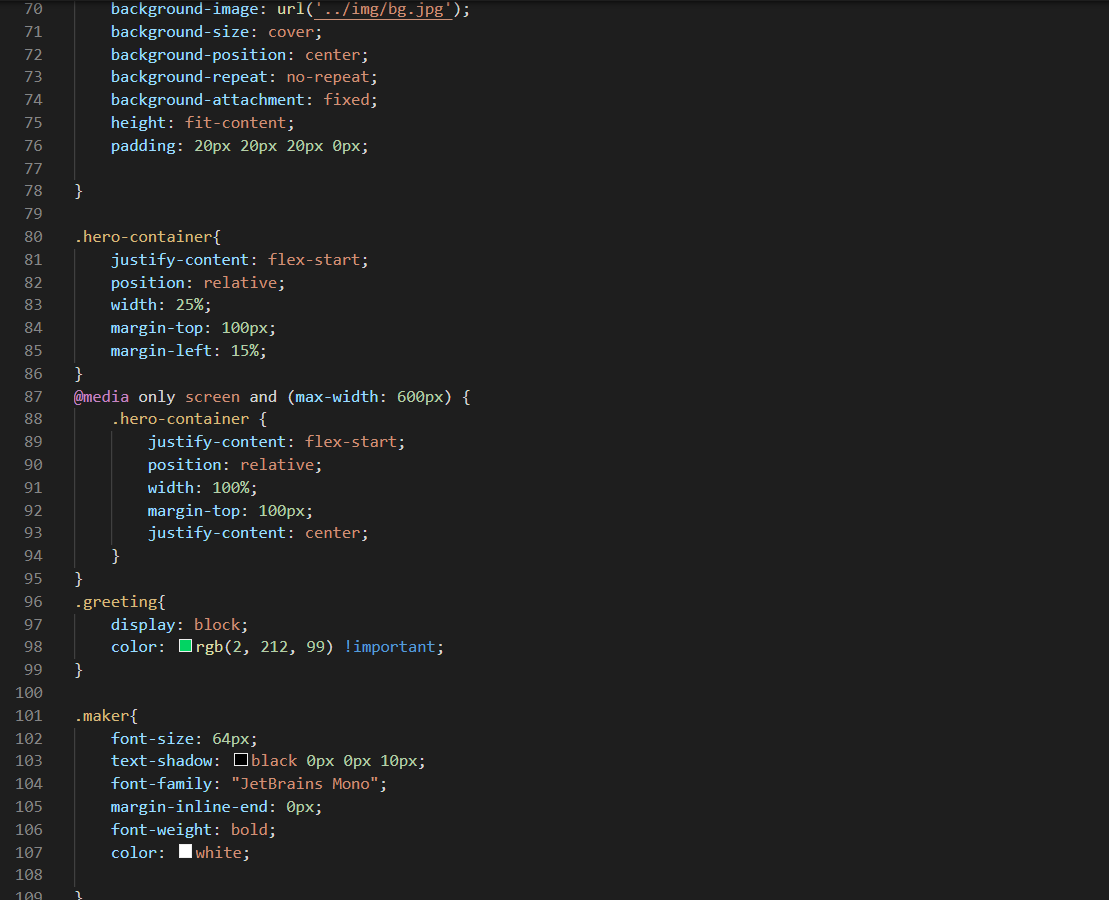 70 background-image: url('../img/bg.jpg');
71 background-size: cover;
72 background-position: center;
73 background-repeat: no-repeat;
74 background-attachment: fixed;
75 height: fit-content;
76 padding: 20px 20px 20px 0px;
77
78 }
79
80 .hero-container{
81 justify-content: flex-start;
82 position: relative;
83 width: 25%;
84 margin-top: 100px;
85 margin-left: 15%;
86 }
87 @media only screen and (max-width: 600px) {
88 .hero-container {
89 justify-content: flex-start;
90 position: relative;
91 width: 100%;
92 margin-top: 100px;
93 justify-content: center;
94 }
95 }
96 .greeting{
97 display: block;
98 color: rgb(2, 212, 99) !important;
99 }
100
101 .maker{
102 font-size: 64px;
103 text-shadow: black 0px 0px 10px;
104 font-family: "JetBrains Mono";
105 margin-inline-end: 0px;
106 font-weight: bold;
107 color: white;
108
109 }